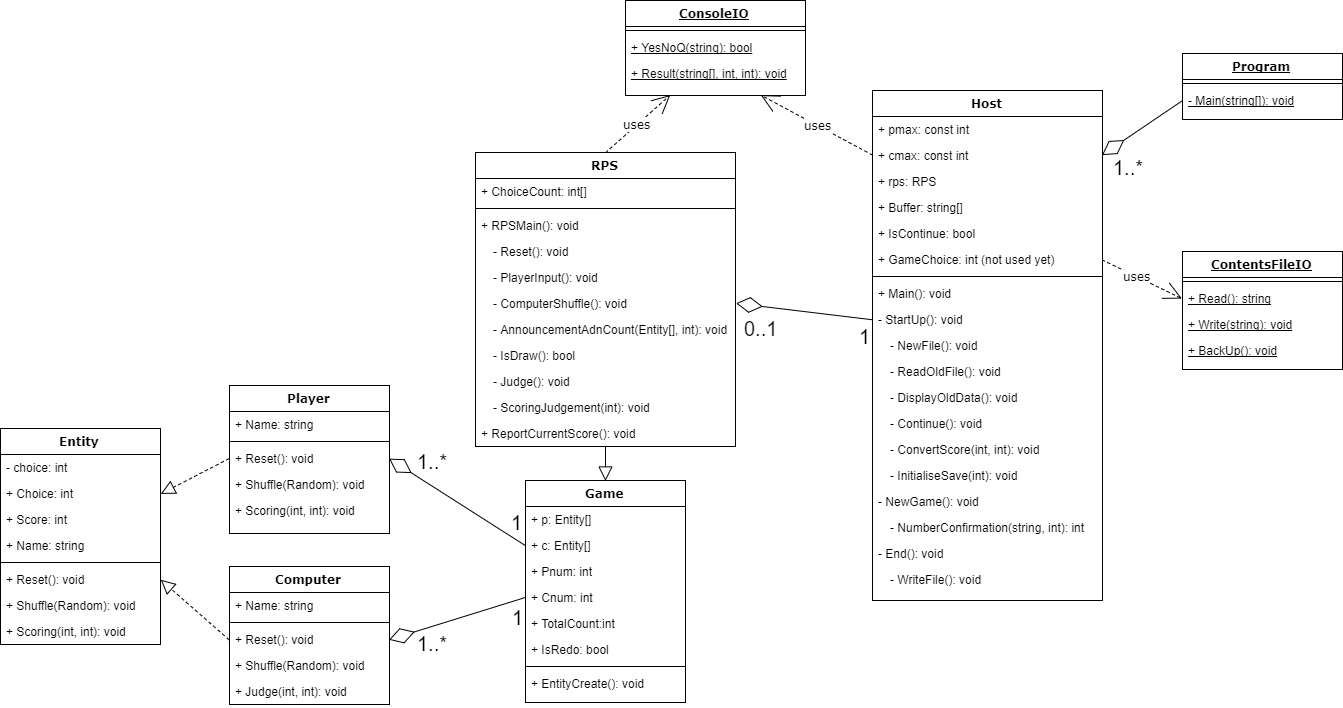 ConsoleIO
+ YesNoQ(string): bool
+ Result(string[], int, int): void
Program
- Main(string[]): void
Host
+ pmax: const int
+ cmax: const int
+ rps: RPS
+ Buffer: string[]
+ IsContinue: bool
+ GameChoice: int (not used yet)
+ Main(): void
- StartUp(): void
- NewFile(): void
- ReadOldFile(): void
- DisplayOldData(): void
- Continue(): void
- ConvertScore(int, int): void
- InitialiseSave(int): void
- NewGame(): void
- NumberConfirmation(string, int): int
- End(): void
- WriteFile(): void
uses
uses
1..*
RPS
+ ChoiceCount: int[]
+ RPSMain(): void
- Reset(): void
- PlayerInput(): void
- ComputerShuffle(): void
- AnnouncementAdnCount(Entity[], int): void
- IsDraw(): bool
- Judge(): void
- ScoringJudgement(int): void
+ ReportCurrentScore(): void
0..1
1
uses
ContentsFileIO
+ Read(): string
+ Write(string): void
+ BackUp(): void
Player
+ Name: string
+ Reset(): void
+ Shuffle(Random): void
+ Scoring(int, int): void
1..*
1
Entity
- choice: int
+ Choice: int
+ Score: int
+ Name: string
+ Reset(): void
+ Shuffle(Random): void
+ Scoring(int, int): void
Game
+ p: Entity[]
+ c: Entity[]
+ Pnum: int
+ Cnum: int
+ TotalCount:int
+ IsRedo: bool
+ EntityCreate(): void
Computer
+ Name: string
+ Reset(): void
+ Shuffle(Random): void
+ Judge(int, int): void
1..*
1